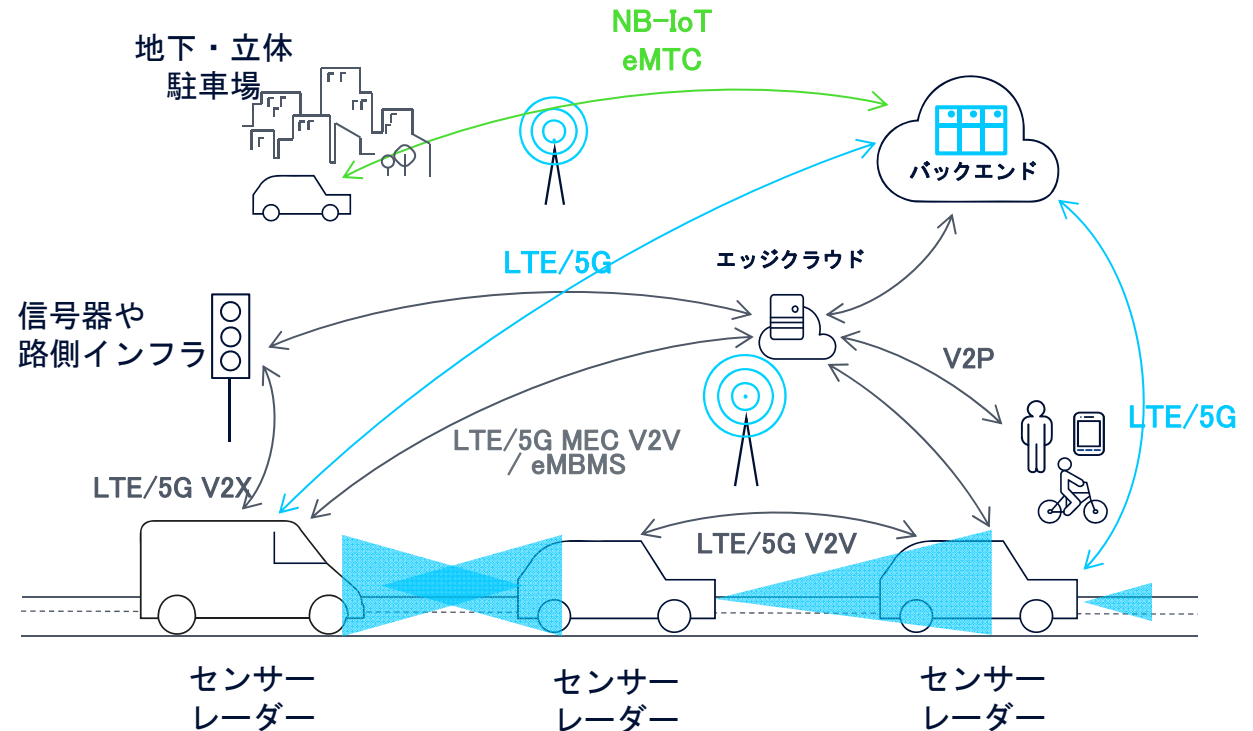 NB-IoT
eMTC
地下・立体
駐車場
バックエンド
LTE/5G
エッジクラウド
信号器や
路側インフラ
V2P
LTE/5G
LTE/5G MEC V2V
/ eMBMS
LTE/5G V2X
LTE/5G V2V
センサー
レーダー
センサー
レーダー
センサー
レーダー